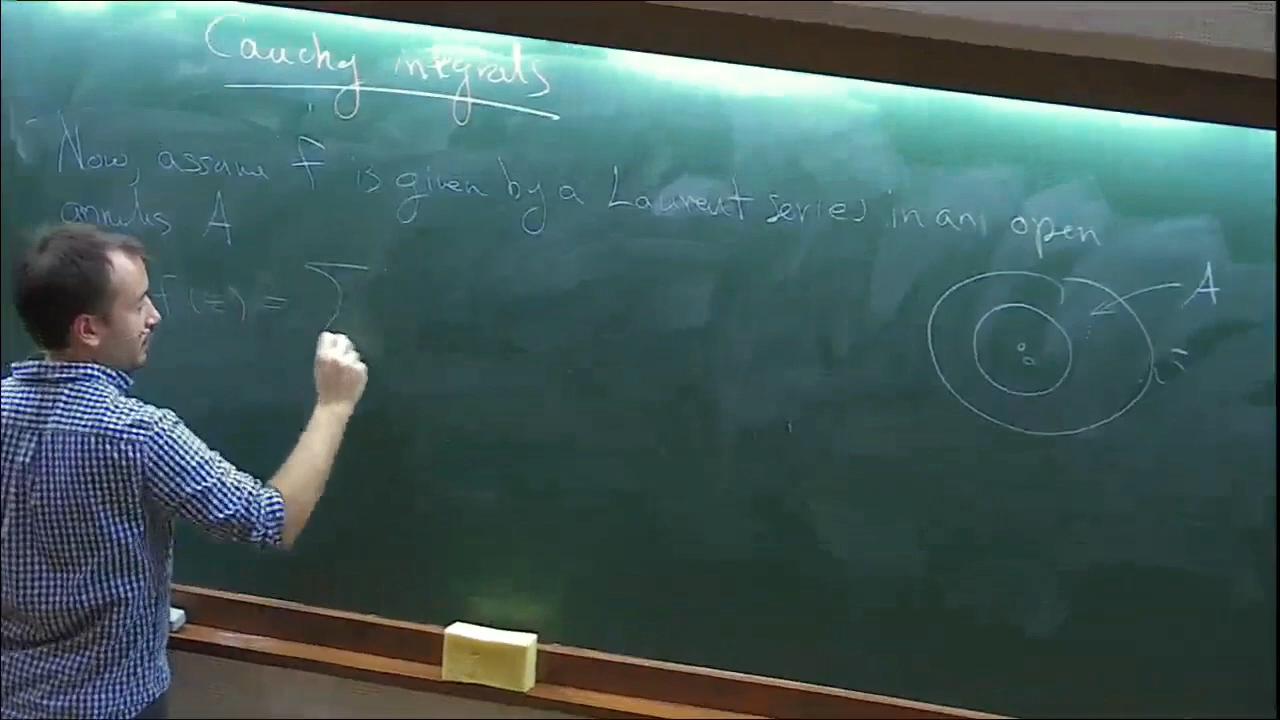 Cauchy integrals
Now, assume f is given by a Laurent series in an open
annulus A
f(z) = Σ
A